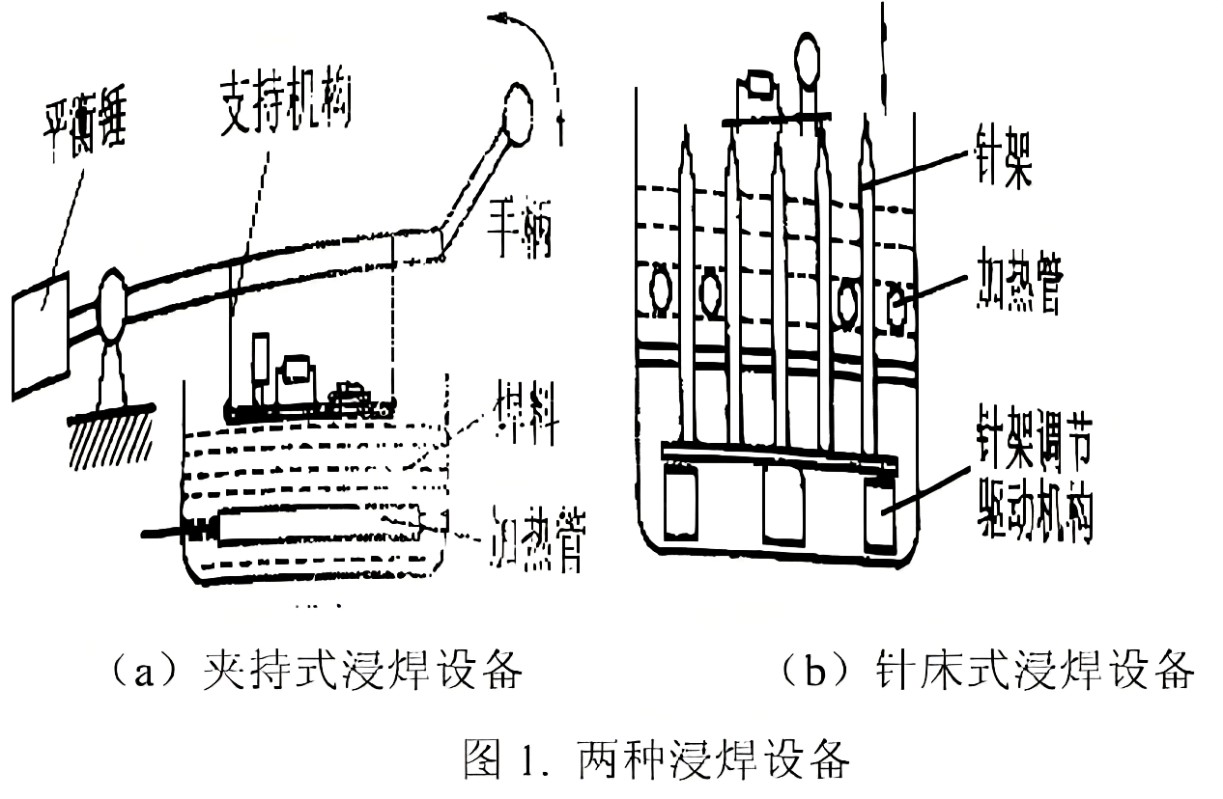 平衡锤
支持机构
手柄
焊料
加热管
针架
加热管
针架调节
驱动机构
（a）夹持式浸焊设备
（b）针床式浸焊设备
图 1. 两种浸焊设备